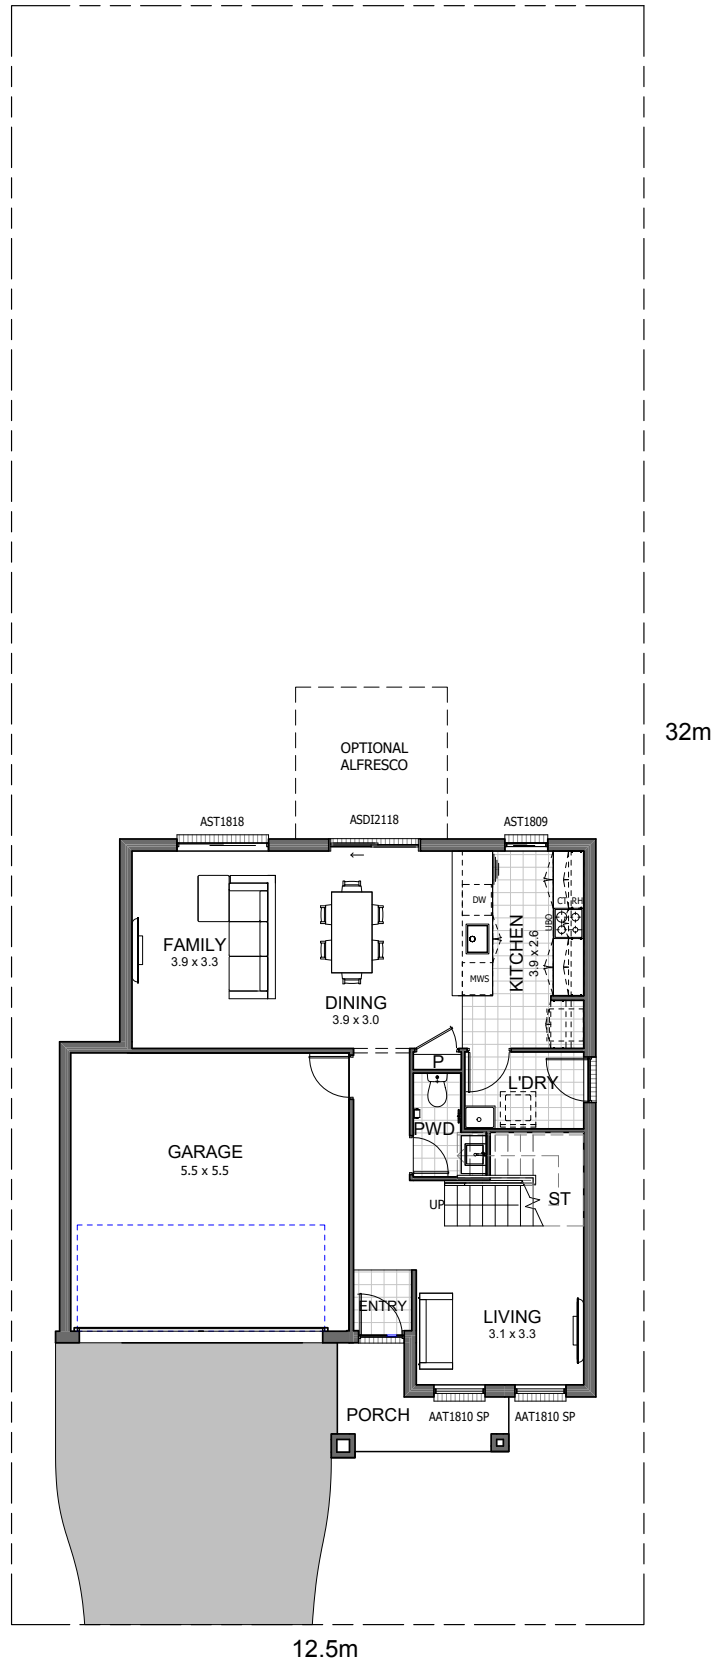 32m
OPTIONAL
ALFRESCO
AST1818
ASDI2118
AST1809
DW
CT
RH
UBO
FAMILY
3.9 x 3.3
KITCHEN
3.9 x 2.6
MWS
DINING
3.9 x 3.0
P
L'DRY
PWD
GARAGE
5.5 x 5.5
UP
ST
ENTRY
LIVING
3.1 x 3.3
PORCH
AAT1810 SP
AAT1810 SP
12.5m